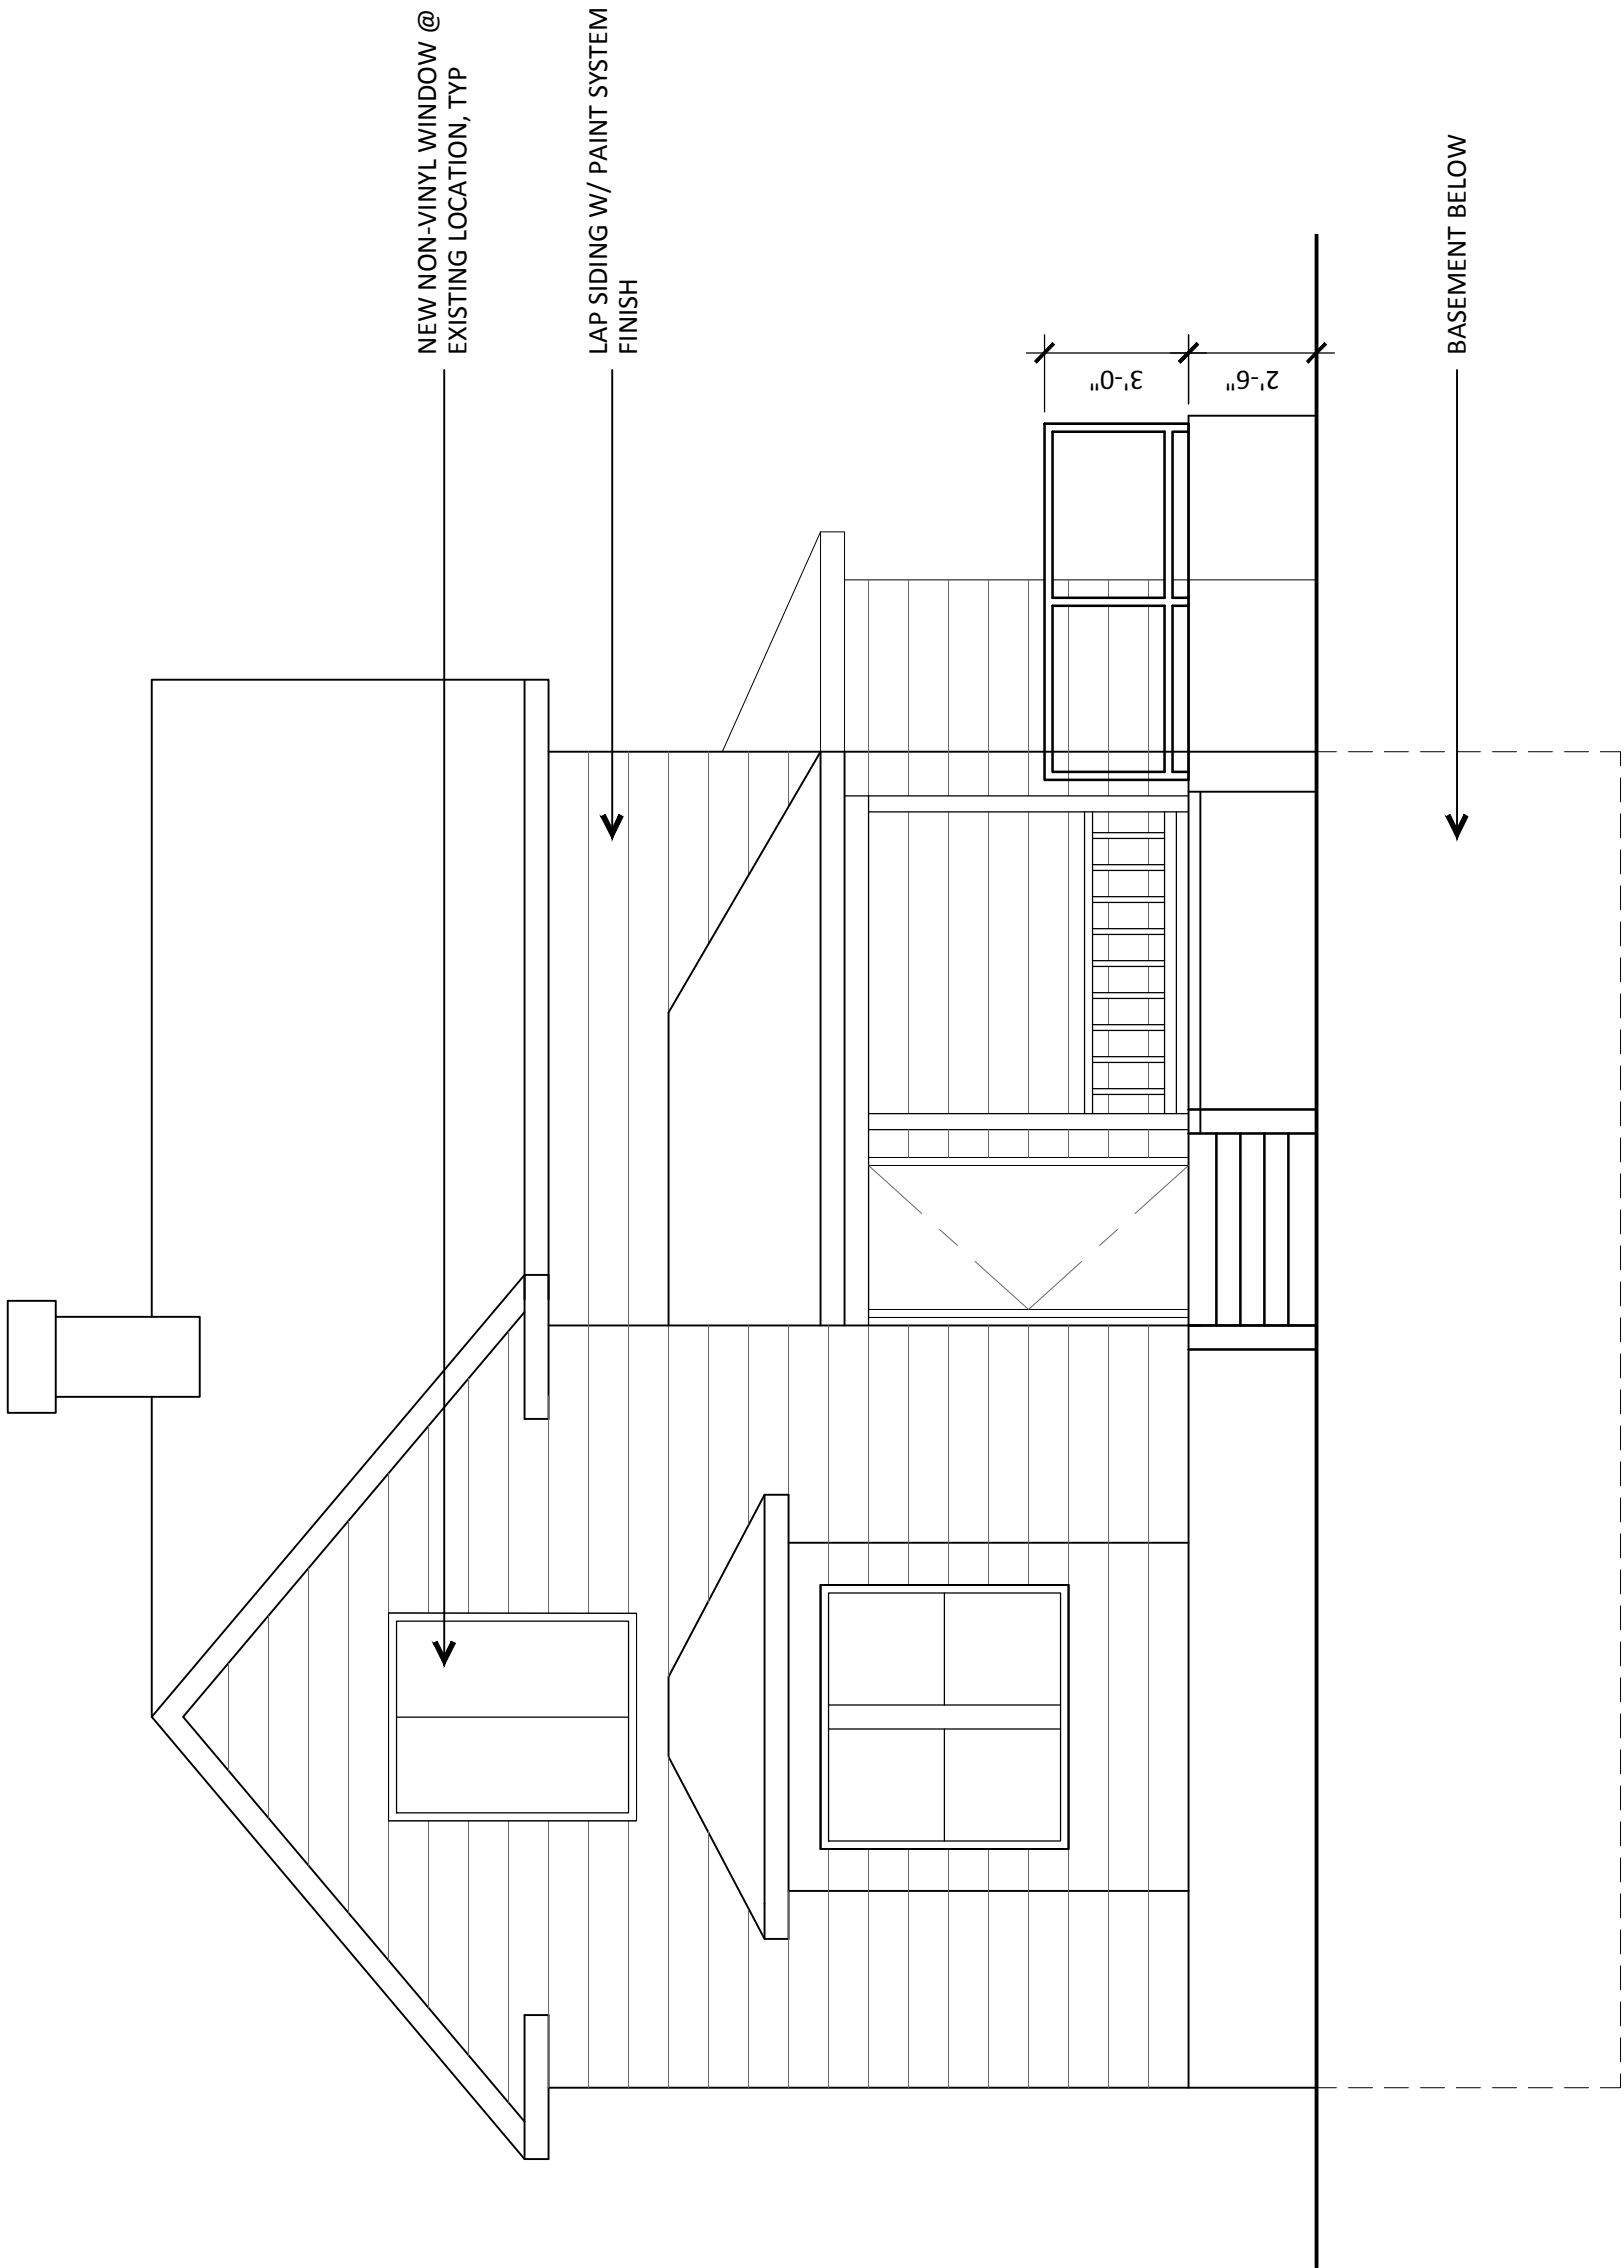 NEW NON-VINYL WINDOW @
EXISTING LOCATION, TYP
LAP SIDING W/ PAINT SYSTEM
FINISH
3'-0"
2'-6"
BASEMENT BELOW